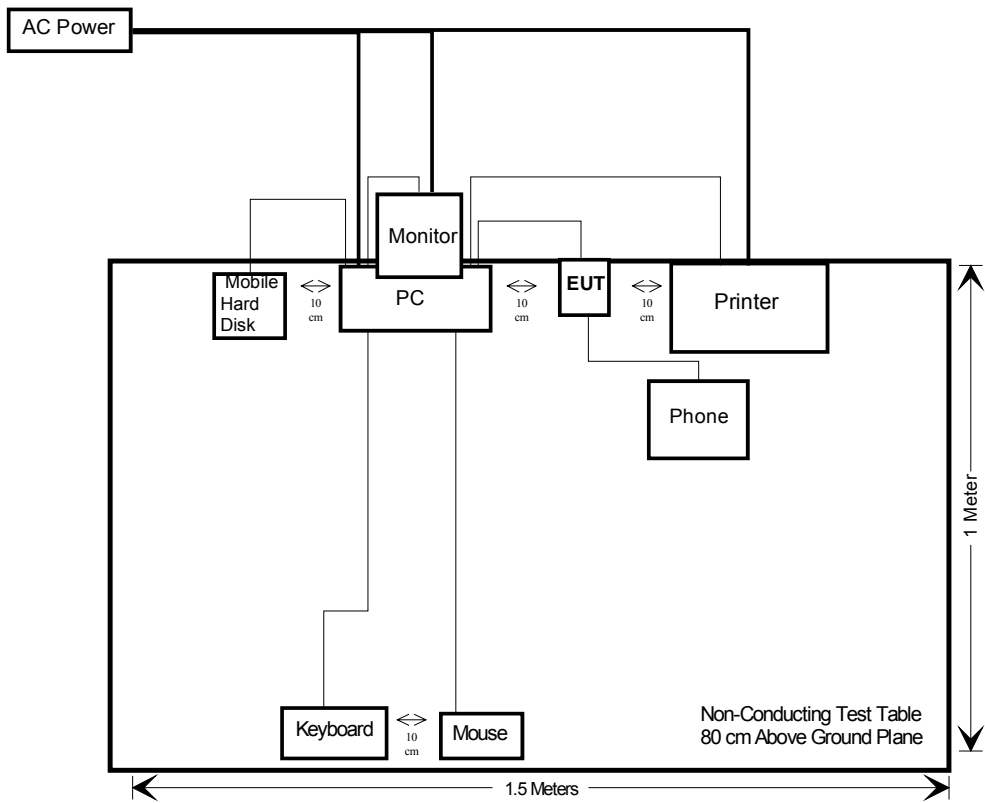 AC Power
Monitor
Mobile
Hard
Disk
10
cm
PC
10
cm
EUT
10
cm
Printer
Phone
1 Meter
Keyboard
10
cm
Mouse
Non-Conducting Test Table
80 cm Above Ground Plane
1.5 Meters